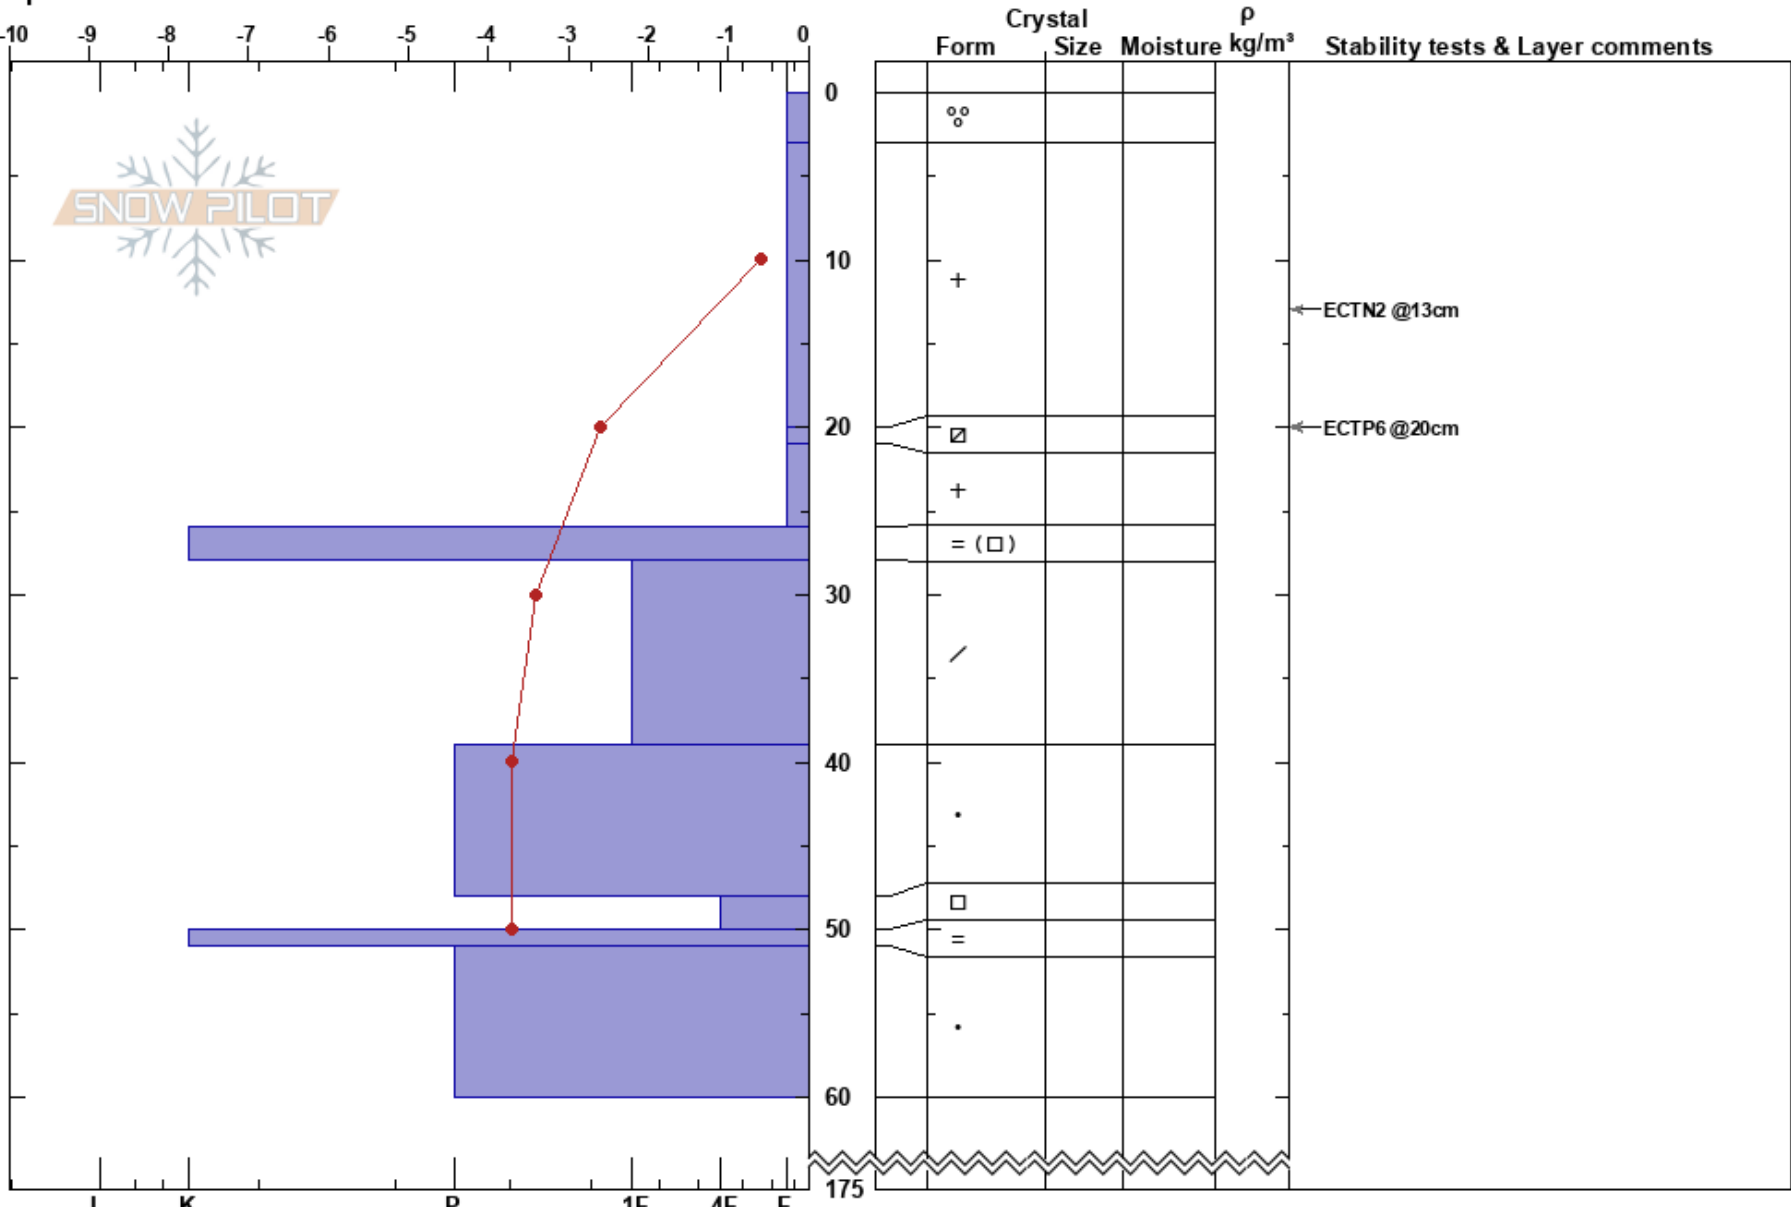 -10 -9 -8 -7 -6 -5 -4 -3 -2 -1 0
Crystal ρ
Form Size Moisture kg/m³ Stability tests & Layer comments
0
SNOW PILOT
10
+
ECTN2 @13cm
20
ECTP6 @20cm
+
= (□)
30
/
40
•
□
50
=
•
60
175
I K P 1F 4F F